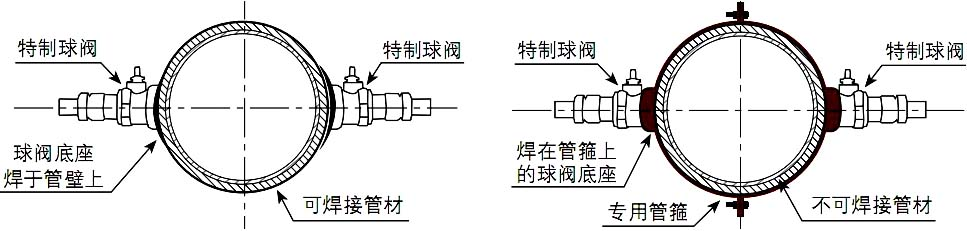 特制球阀
特制球阀
球阀底座
焊于管壁上
可焊接管材
特制球阀
特制球阀
焊在管箍上
的球阀底座
专用管箍
不可焊接管材